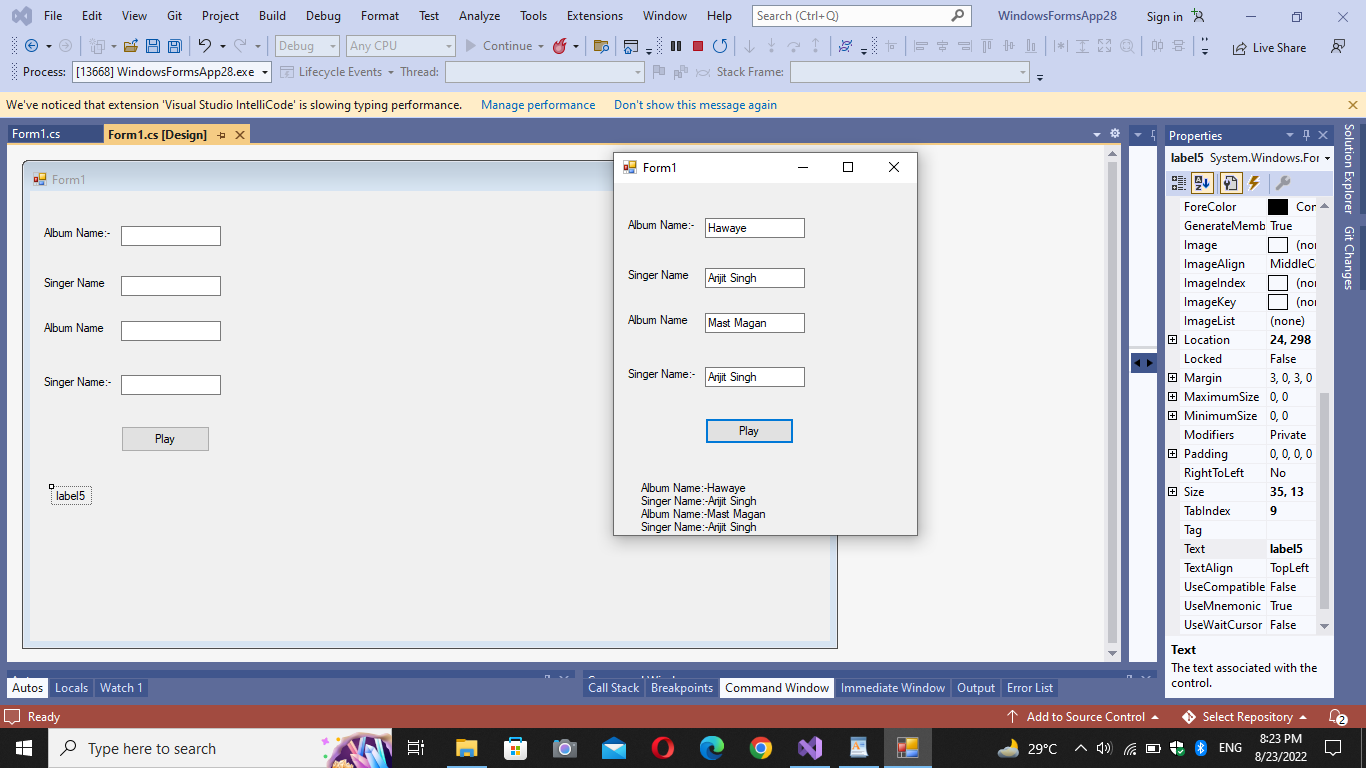 File Edit View Git Project Build Debug Format Test Analyze Tools Extensions Window Help Search (Ctrl+Q) WindowsFormsApp28 Sign in
Debug Any CPU Continue Live Share
Process: [13668] WindowsFormsApp28.exe Lifecycle Events Thread: Stack Frame:
We've noticed that extension 'Visual Studio IntelliCode' is slowing typing performance. Manage performance Don't show this message again
Form1.cs Form1.cs [Design]
Form1
Album Name:-
Singer Name
Album Name
Singer Name:-
Play
label5
Form1
Album Name:- Hawaye
Singer Name Arijit Singh
Album Name Mast Magan
Singer Name:- Arijit Singh
Play
Album Name:-Hawaye
Singer Name:-Arijit Singh
Album Name:-Mast Magan
Singer Name:-Arijit Singh
Properties
label5 System.Windows.For
ForeColor Con
GenerateMemb True
Image (nor
ImageAlign MiddleC
ImageIndex (nor
ImageKey (nor
ImageList (none)
Location 24, 298
Locked False
Margin 3, 0, 3, 0
MaximumSize 0, 0
MinimumSize 0, 0
Modifiers Private
Padding 0, 0, 0, 0
RightToLeft No
Size 35, 13
TabIndex 9
Tag
Text label5
TextAlign TopLeft
UseCompatible False
UseMnemonic True
UseWaitCursor False
Text
The text associated with the
control.
Solution Explorer
Git Changes
Autos Locals Watch 1
Call Stack Breakpoints Command Window Immediate Window Output Error List
Ready Add to Source Control Select Repository 2
Type here to search 29°C ENG 8:23 PM
8/23/2022